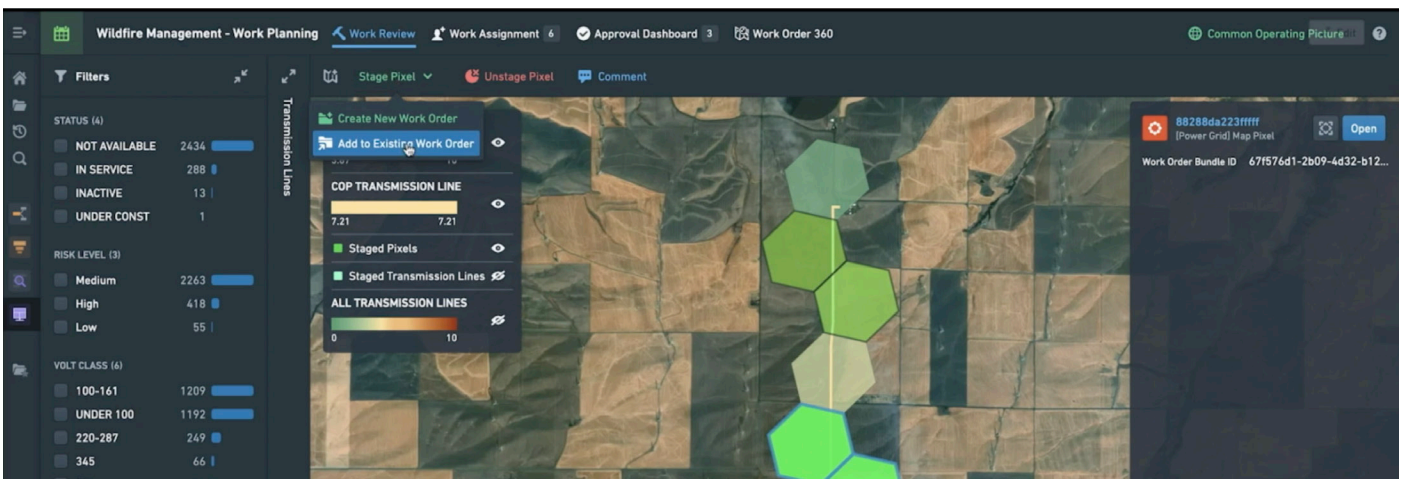 Wildfire Management - Work Planning
Work Review
Work Assignment 6
Approval Dashboard 3
Work Order 360
Common Operating Picture
Filters
STATUS (4)
NOT AVAILABLE 2434
IN SERVICE 288
INACTIVE 13
UNDER CONST 1
RISK LEVEL (3)
Medium 2263
High 418
Low 55
VOLT CLASS (6)
100-161 1209
UNDER 100 1192
220-287 249
345 66
Transmission Lines
Stage Pixel
Unstage Pixel
Comment
Create New Work Order
Add to Existing Work Order
COP TRANSMISSION LINE
7.21 7.21
Staged Pixels
Staged Transmission Lines
ALL TRANSMISSION LINES
0 10
88288da223fffff
[Power Grid] Map Pixel
Open
Work Order Bundle ID 67f576d1-2b09-4d32-b12...